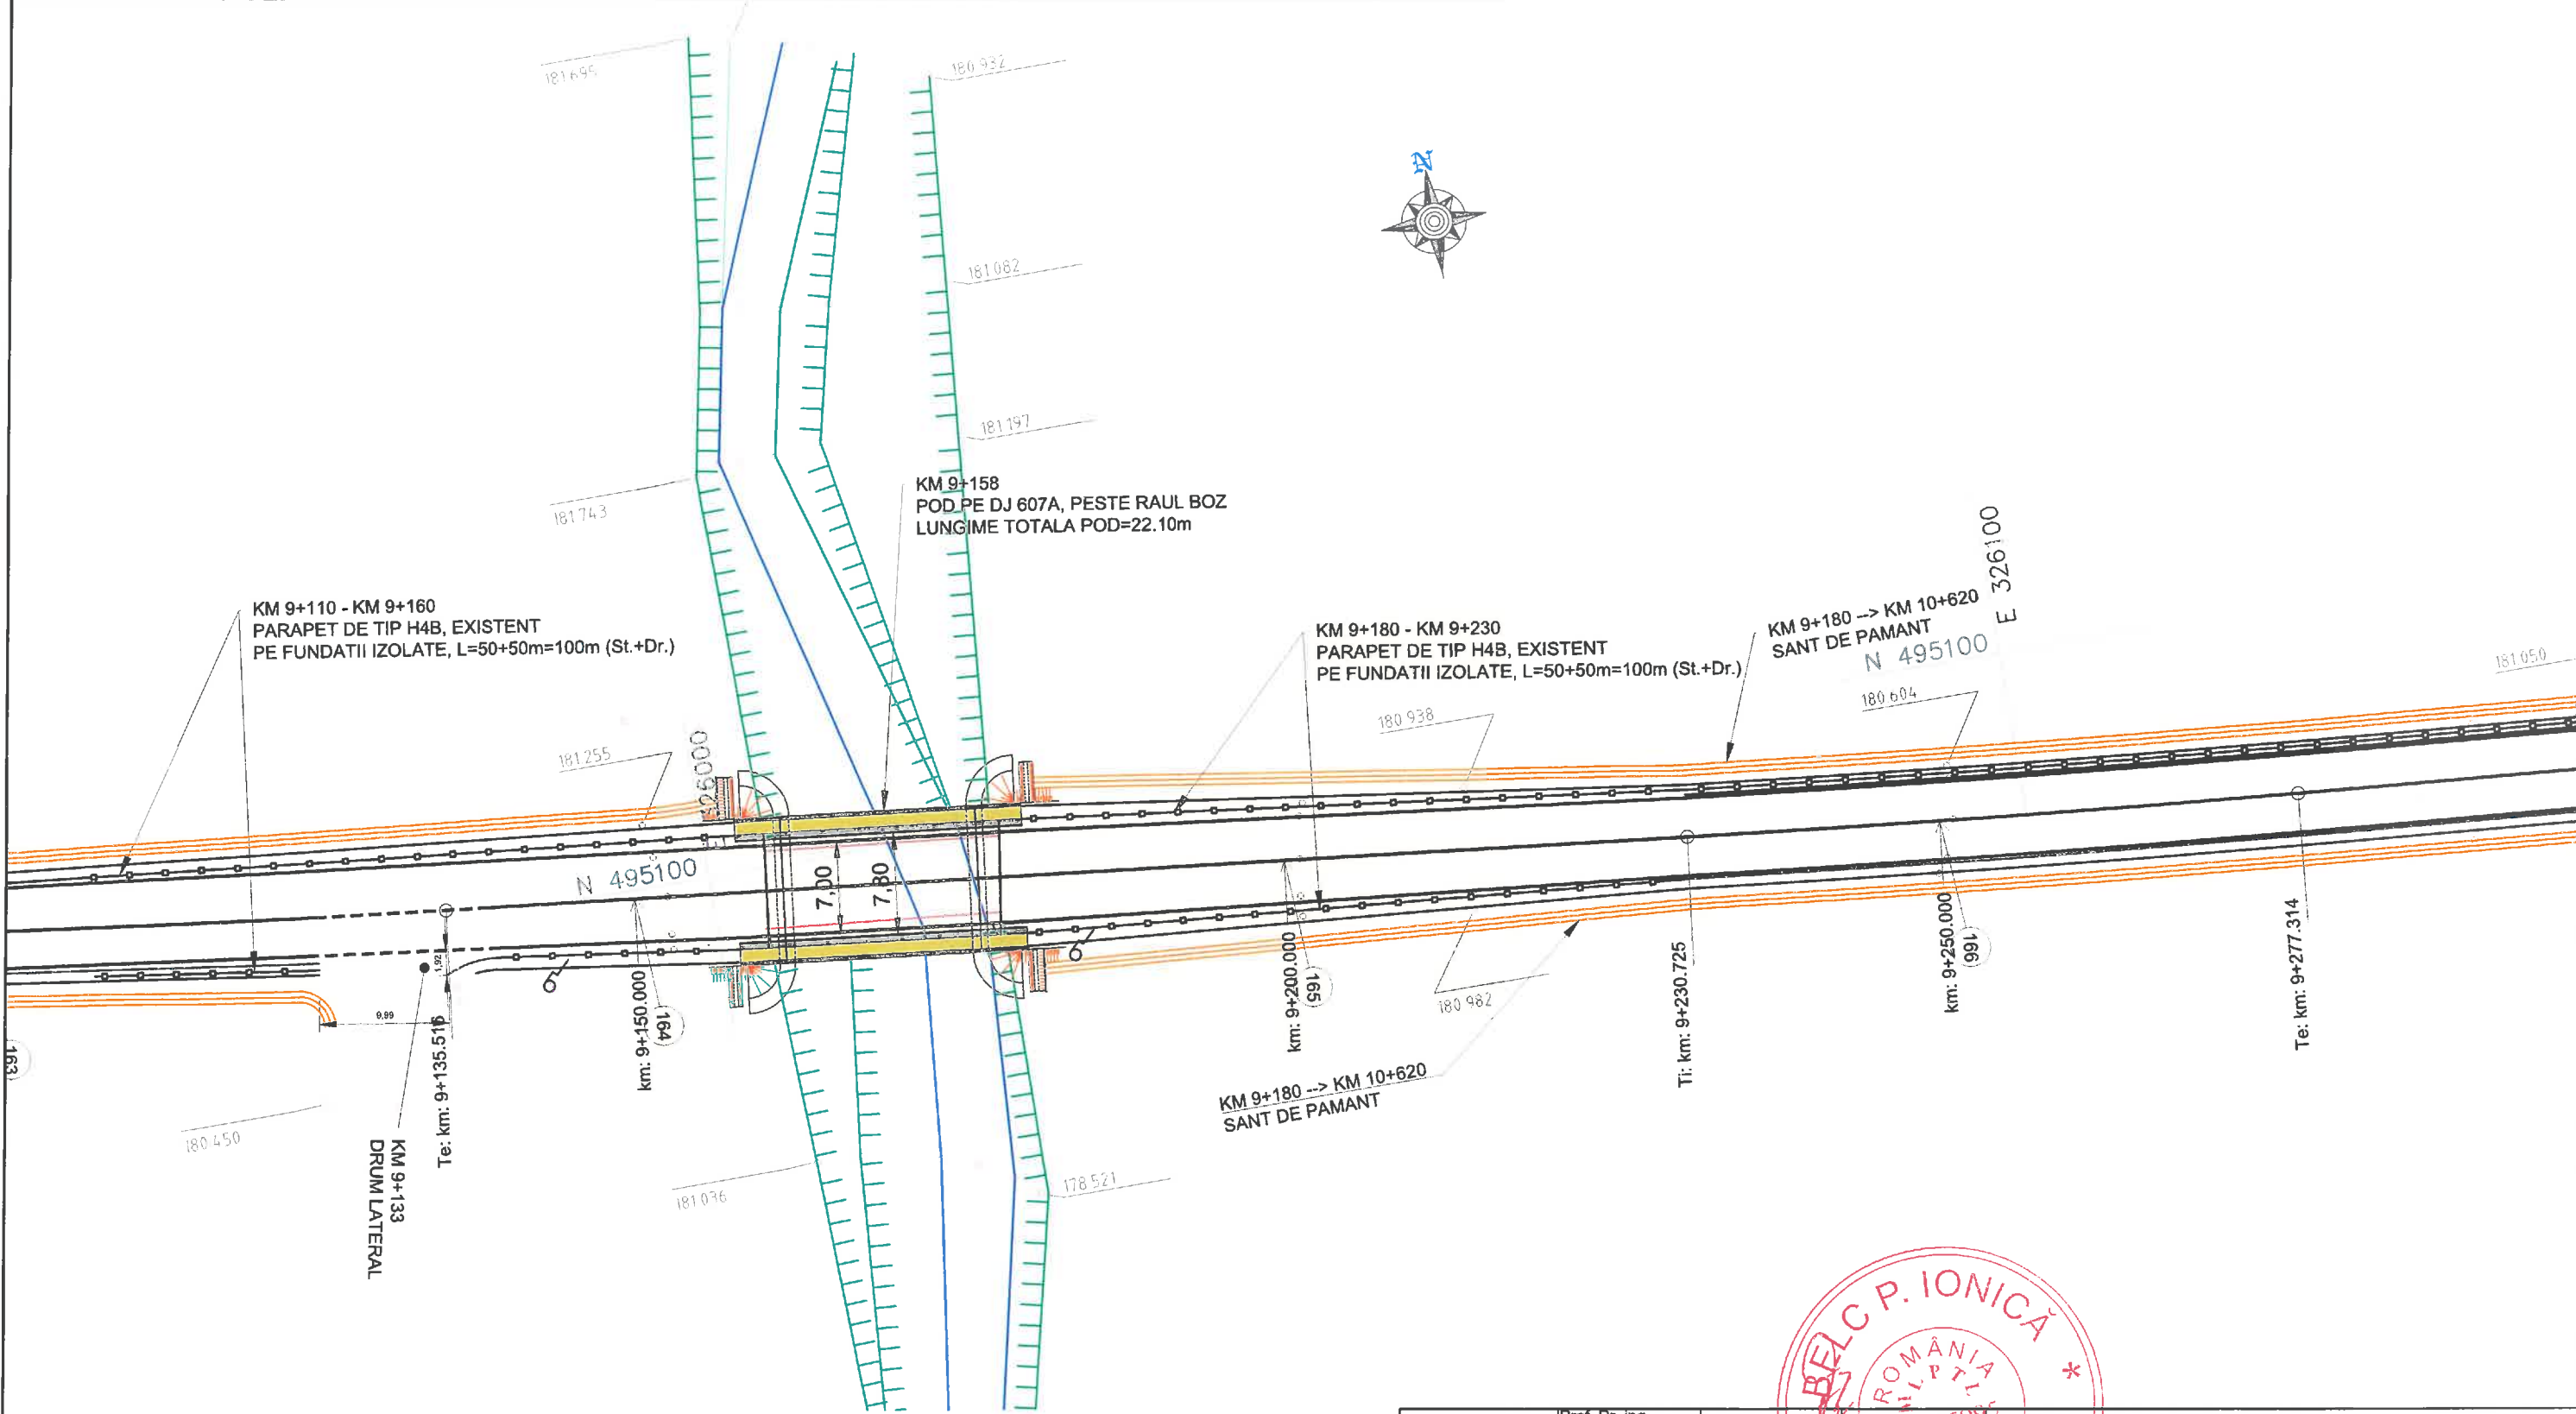 181 695
180 932
N
181 082
181 197
KM 9+158
POD PE DJ 607A, PESTE RAUL BOZ
LUNGIME TOTALA POD=22.10m
181 743
KM 9+110 - KM 9+160
PARAPET DE TIP H4B, EXISTENT
PE FUNDATII IZOLATE, L=50+50m=100m (St.+Dr.)
KM 9+180 - KM 9+230
PARAPET DE TIP H4B, EXISTENT
PE FUNDATII IZOLATE, L=50+50m=100m (St.+Dr.)
KM 9+180 --> KM 10+620
SANT DE PAMANT
E 326100
N 495100
181 050
180 604
180 938
181 255
N 495100
7,00
7,80
1,92
9,99
163
Te: km: 9+135.516
km: 9+150.000
164
km: 9+200.000
165
180 982
Ti: km: 9+230.725
km: 9+250.000
166
Te: km: 9+277.314
KM 9+180 --> KM 10+620
SANT DE PAMANT
180 450
KM 9+133
DRUM LATERAL
181 036
178 521
BELC P. IONICĂ *
ROMÂNIA